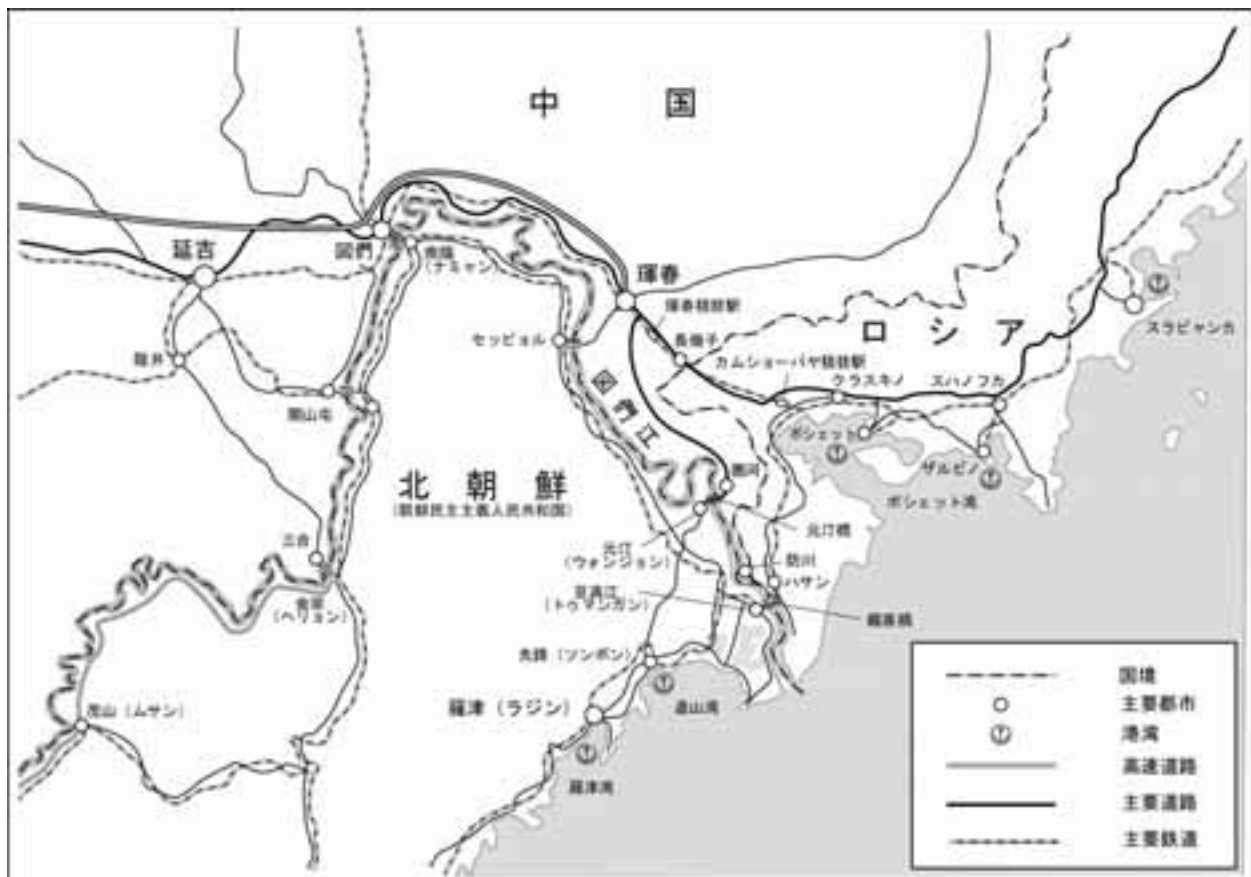 中国
延吉
図們
南陽
(ナミャン)
琿春
琿春積替駅
ロシア
スラビャンカ
セッピョル
長嶺子
カムショーバヤ積替駅
クラスキノ
スハノフカ
龍井
開山屯
図們江
ポシェット
ザルビノ
ポシェット湾
北朝鮮
(朝鮮民主主義人民共和国)
圏河
元汀橋
三合
元汀
(ウォンジョン)
防川
ハサン
会寧
(ヘリョン)
豆満江
(トゥマンガン)
親善橋
先鋒(ソンボン)
造山湾
羅津(ラジン)
茂山(ムサン)
羅津湾
国境
主要都市
港湾
高速道路
主要道路
主要鉄道